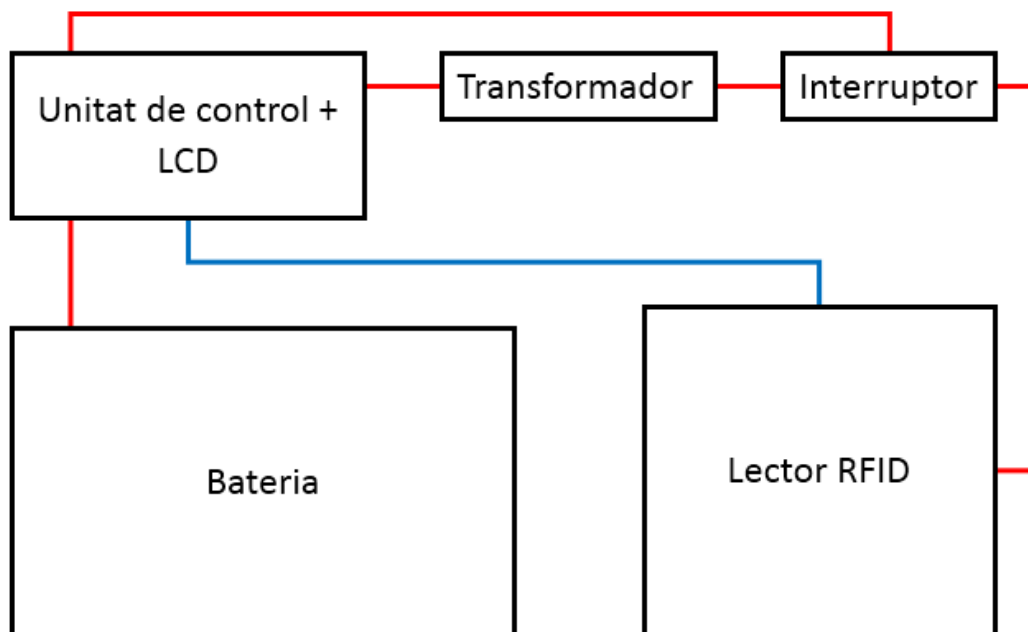 Unitat de control +
LCD
Transformador
Interruptor
Bateria
Lector RFID